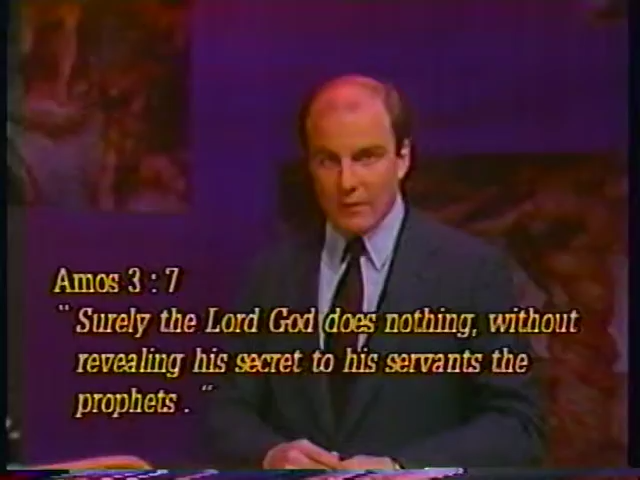 Amos 3 : 7
" Surely the Lord God does nothing, without
revealing his secret to his servants the
prophets . "